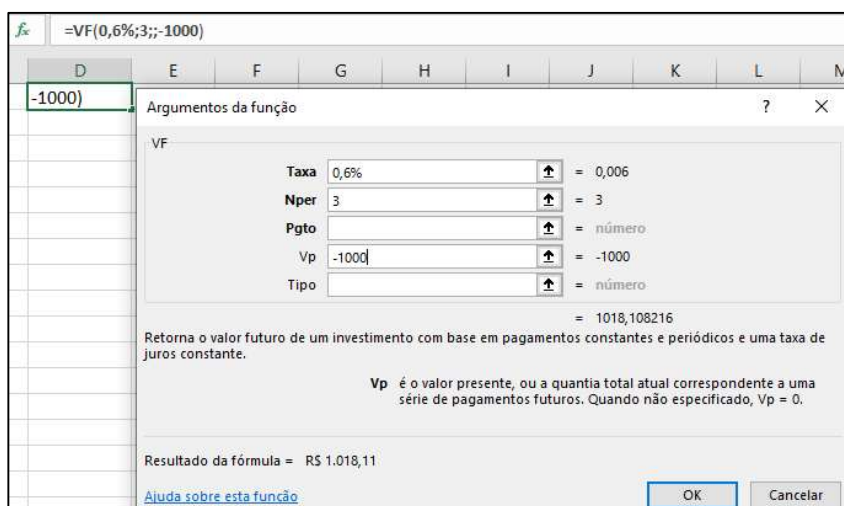 fx =VF(0,6%;3;;-1000)
D E F G H I J K L M
-1000)
Argumentos da função ? ×
VF
Taxa 0,6% = 0,006
Nper 3 = 3
Pgto = número
Vp -1000 = -1000
Tipo = número
= 1018,108216
Retorna o valor futuro de um investimento com base em pagamentos constantes e periódicos e uma taxa de
juros constante.
Vp é o valor presente, ou a quantia total atual correspondente a uma
série de pagamentos futuros. Quando não especificado, Vp = 0.
Resultado da fórmula = R$ 1.018,11
Ajuda sobre esta função OK Cancelar